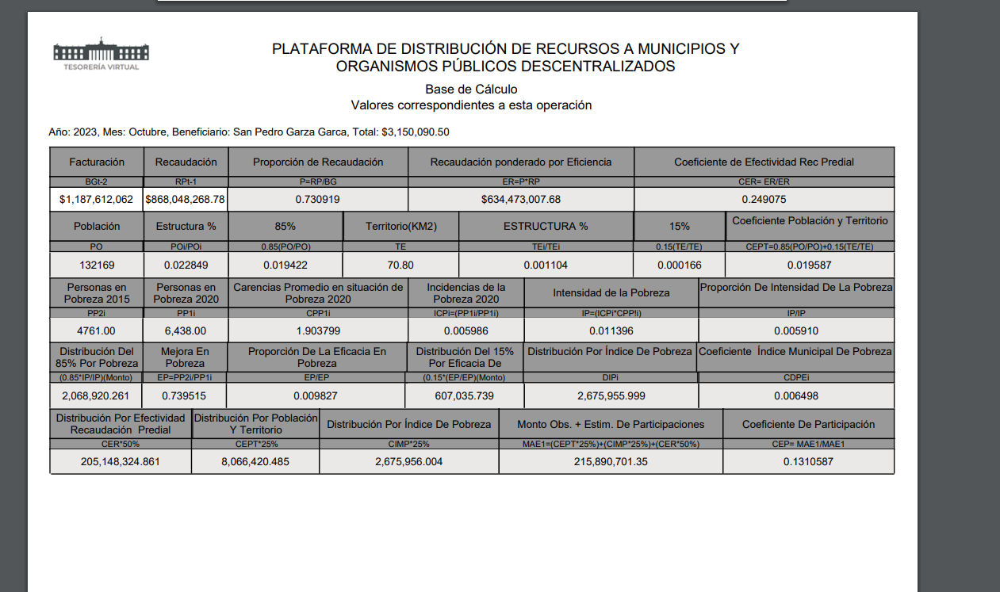 TESORERÍA VIRTUAL
PLATAFORMA DE DISTRIBUCIÓN DE RECURSOS A MUNICIPIOS Y
ORGANISMOS PÚBLICOS DESCENTRALIZADOS
Base de Cálculo
Valores correspondientes a esta operación
Año: 2023, Mes: Octubre, Beneficiario: San Pedro Garza Garca, Total: $3,150,090.50
Facturación Recaudación Proporción de Recaudación Recaudación ponderado por Eficiencia Coeficiente de Efectividad Rec Predial
BGt-2 RPt-1 P=RP/BG ER=P*RP CER= ER/ER
$1,187,612,062 $868,048,268.78 0.730919 $634,473,007.68 0.249075
Población Estructura % 85% Territorio(KM2) ESTRUCTURA % 15% Coeficiente Población y Territorio
PO POi/POi 0.85(PO/PO) TE TEi/TEi 0.15(TE/TE) CEPT=0.85(PO/PO)+0.15(TE/TE)
132169 0.022849 0.019422 70.80 0.001104 0.000166 0.019587
Personas en Pobreza 2015 Personas en Pobreza 2020 Carencias Promedio en situación de Pobreza 2020 Incidencias de la Pobreza 2020 Intensidad de la Pobreza Proporción De Intensidad De La Pobreza
PP2i PP1i CPP1i ICPi=(PP1i/PP1i) IP=(ICPi*CPP!i) IP/IP
4761.00 6,438.00 1.903799 0.005986 0.011396 0.005910
Distribución Del 85% Por Pobreza Mejora En Pobreza Proporción De La Eficacia En Pobreza Distribución Del 15% Por Eficacia De Distribución Por Índice De Pobreza Coeficiente Índice Municipal De Pobreza
(0.85*IP/IP)(Monto) EP=PP2i/PP1i EP/EP (0.15*(EP/EP)(Monto) DIPi CDPEi
2,068,920.261 0.739515 0.009827 607,035.739 2,675,955.999 0.006498
Distribución Por Efectividad Recaudación Predial Distribución Por Población Y Territorio Distribución Por Índice De Pobreza Monto Obs. + Estim. De Participaciones Coeficiente De Participación
CER*50% CEPT*25% CIMP*25% MAE1=(CEPT*25%)+(CIMP*25%)+(CER*50%) CEP= MAE1/MAE1
205,148,324.861 8,066,420.485 2,675,956.004 215,890,701.35 0.1310587